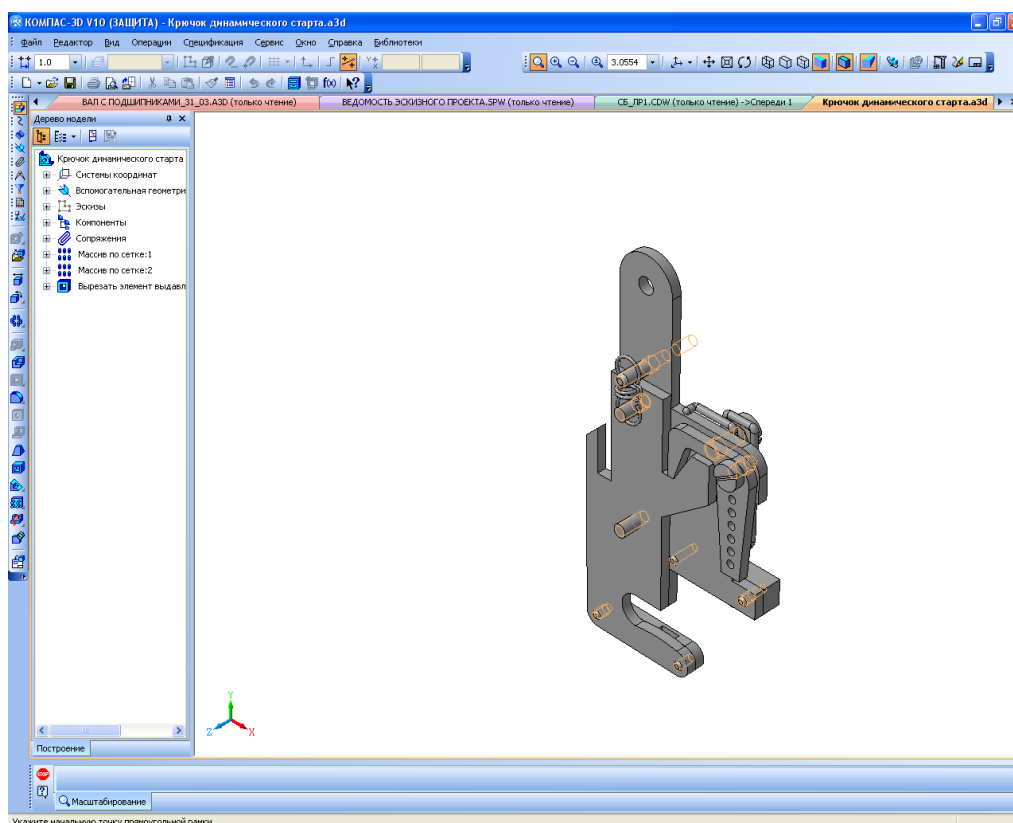 КОМПАС-3D V10 (ЗАЩИТА) - Крючок динамического старта.a3d
Файл Редактор Вид Операции Спецификация Сервис Окно Справка Библиотеки
1.0 3.0554
f(x)
ВАЛ С ПОДШИПНИКАМИ_31_03.A3D (только чтение) ВЕДОМОСТЬ ЭСКИЗНОГО ПРОЕКТА.SPW (только чтение) СБ_ЛР1.CDW (только чтение) ->Спереди 1 Крючок динамического старта.a3d
Дерево модели
Крючок динамического старта
Системы координат
Вспомогательная геометри
Эскизы
Компоненты
Сопряжения
Массив по сетке:1
Массив по сетке:2
Вырезать элемент выдавл
Y
Z X
Построение
STOP
Масштабирование
Укажите начальную точку прямоугольной рамки